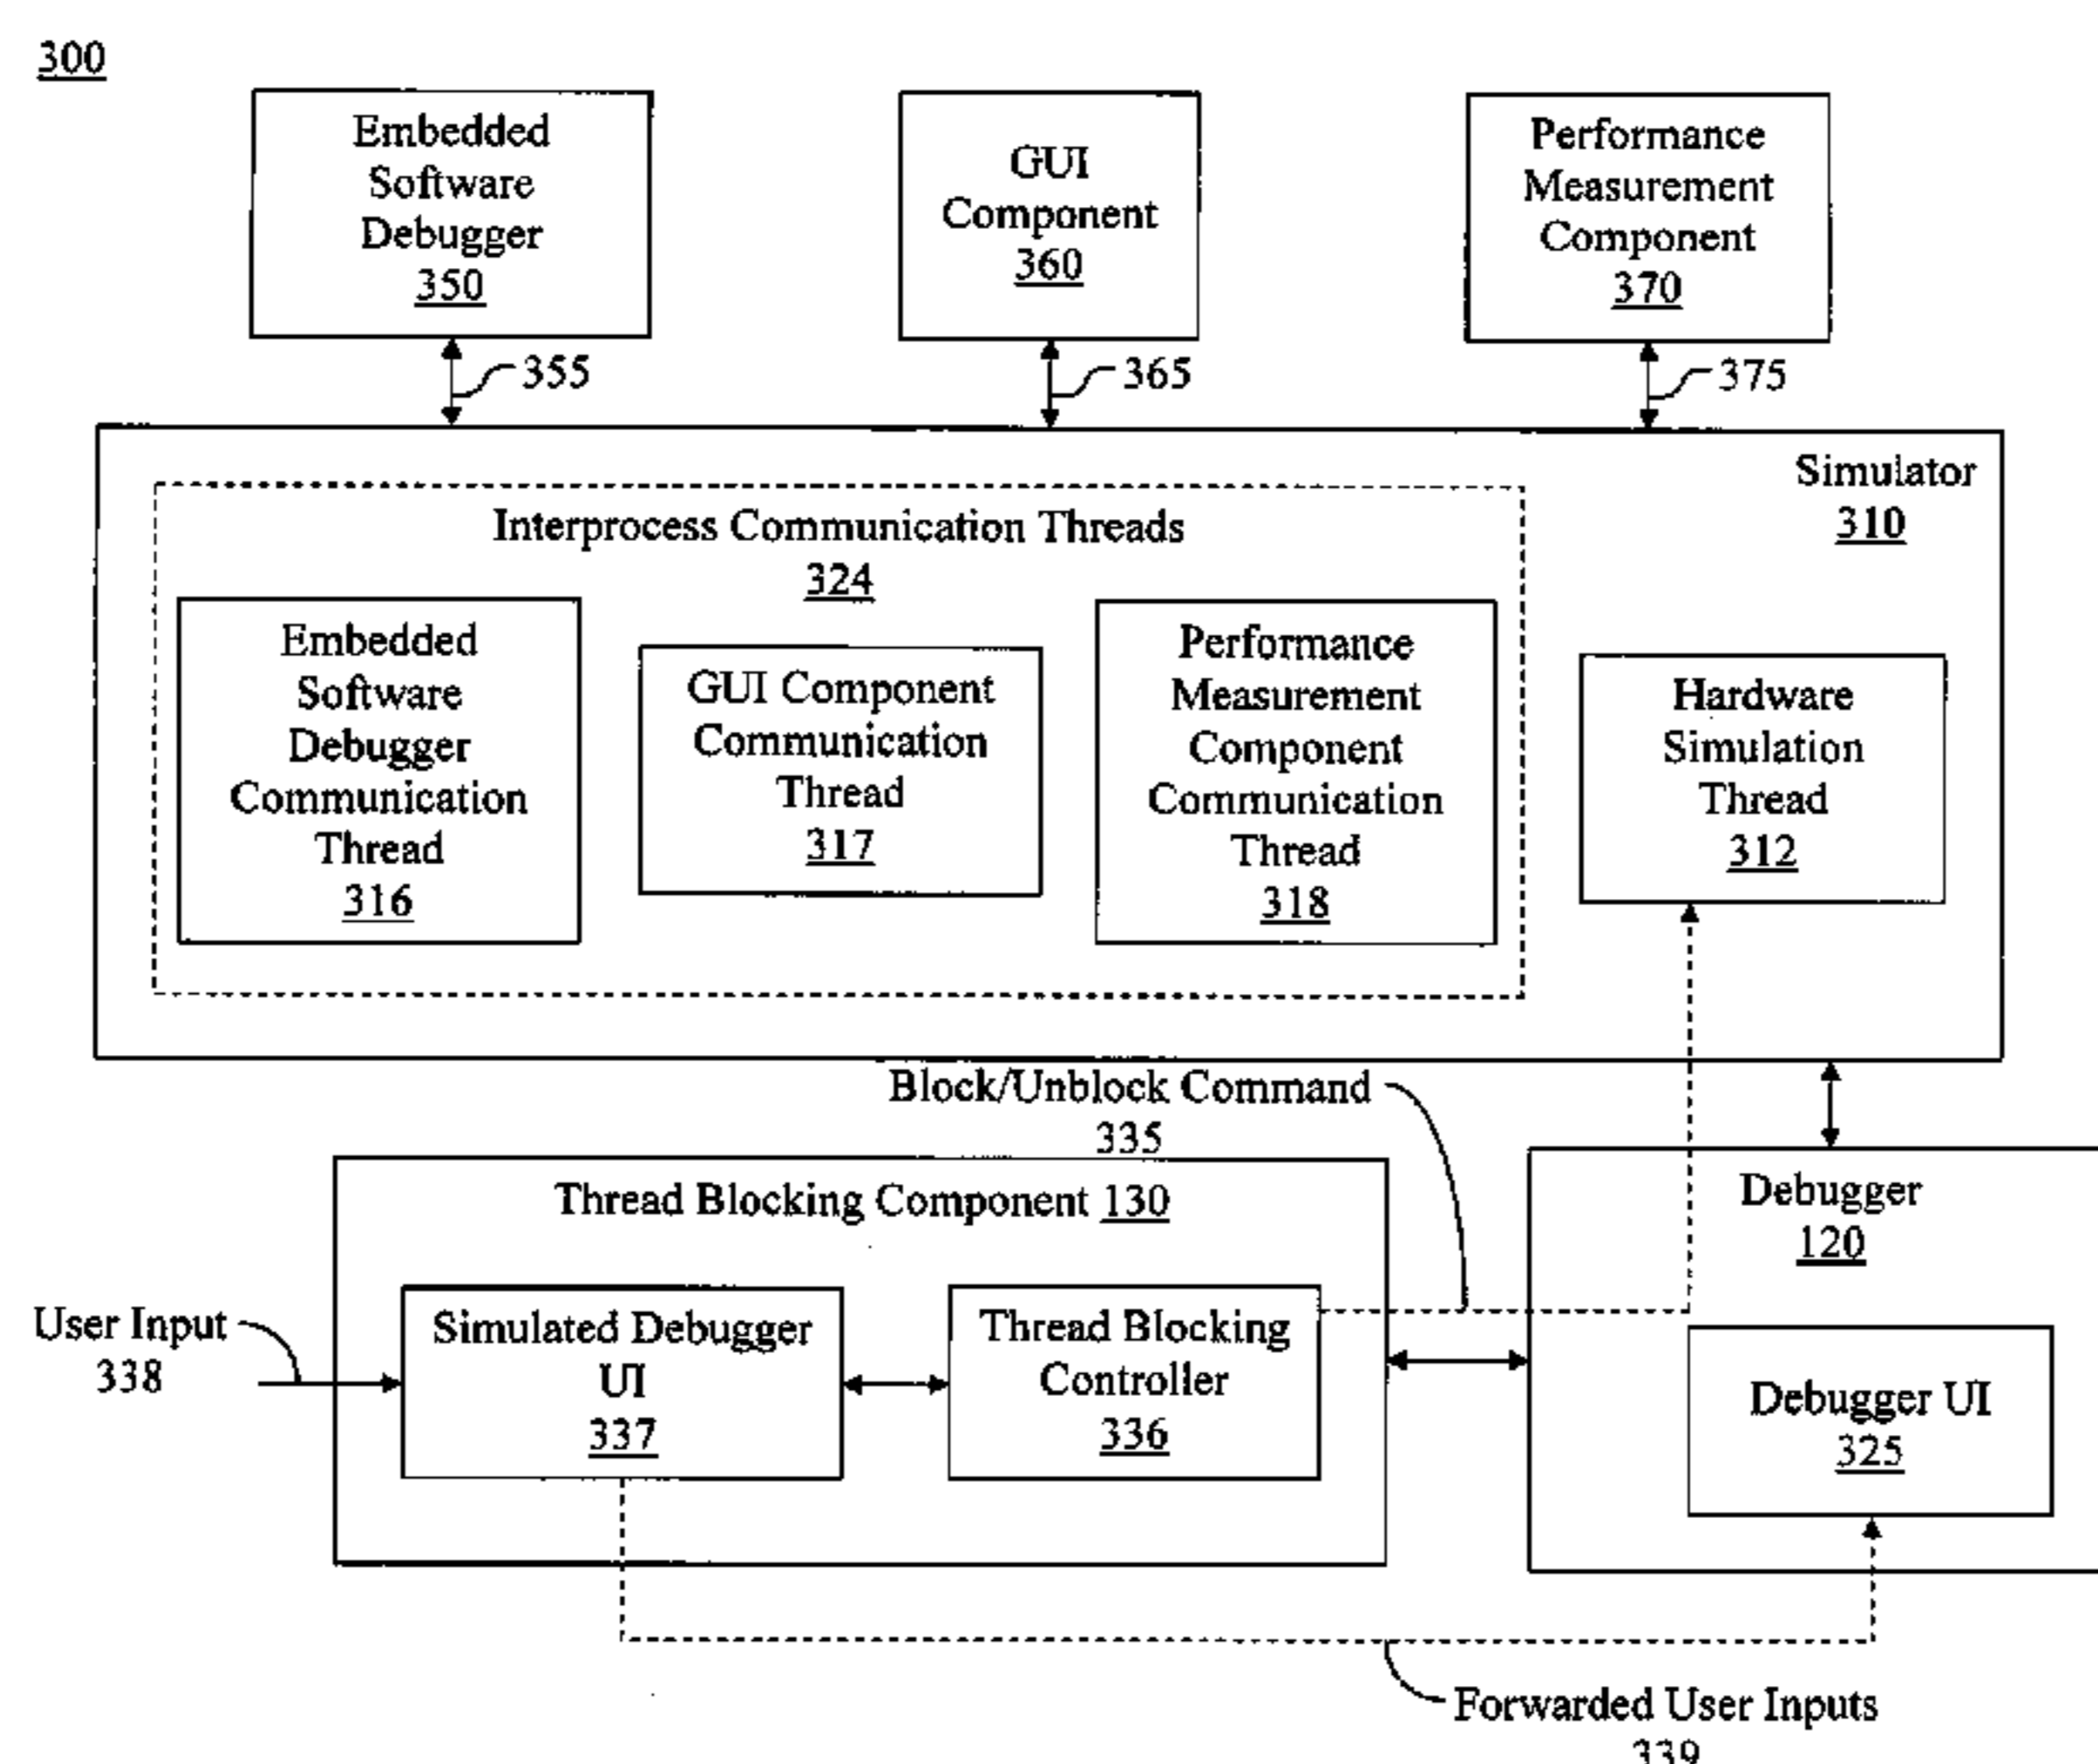 300
Embedded
Software
Debugger
350
GUI
Component
360
Performance
Measurement
Component
370
355
365
375
Simulator
310
Interprocess Communication Threads
324
Embedded
Software
Debugger
Communication
Thread
316
GUI Component
Communication
Thread
317
Performance
Measurement
Component
Communication
Thread
318
Hardware
Simulation
Thread
312
Block/Unblock Command
335
Thread Blocking Component 130
Debugger
120
User Input
338
Simulated Debugger
UI
337
Thread Blocking
Controller
336
Debugger UI
325
Forwarded User Inputs
339